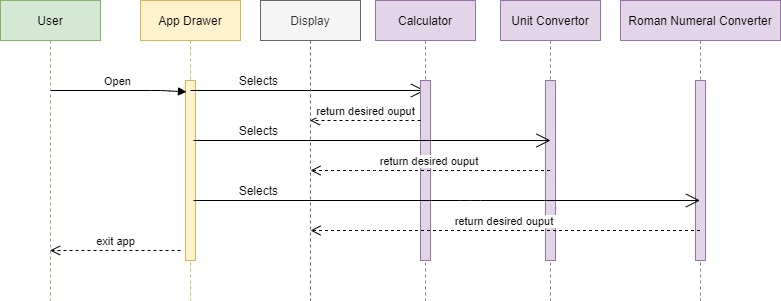 User
App Drawer
Display
Calculator
Unit Convertor
Roman Numeral Converter
Open
Selects
return desired ouput
Selects
return desired ouput
Selects
return desired ouput
exit app